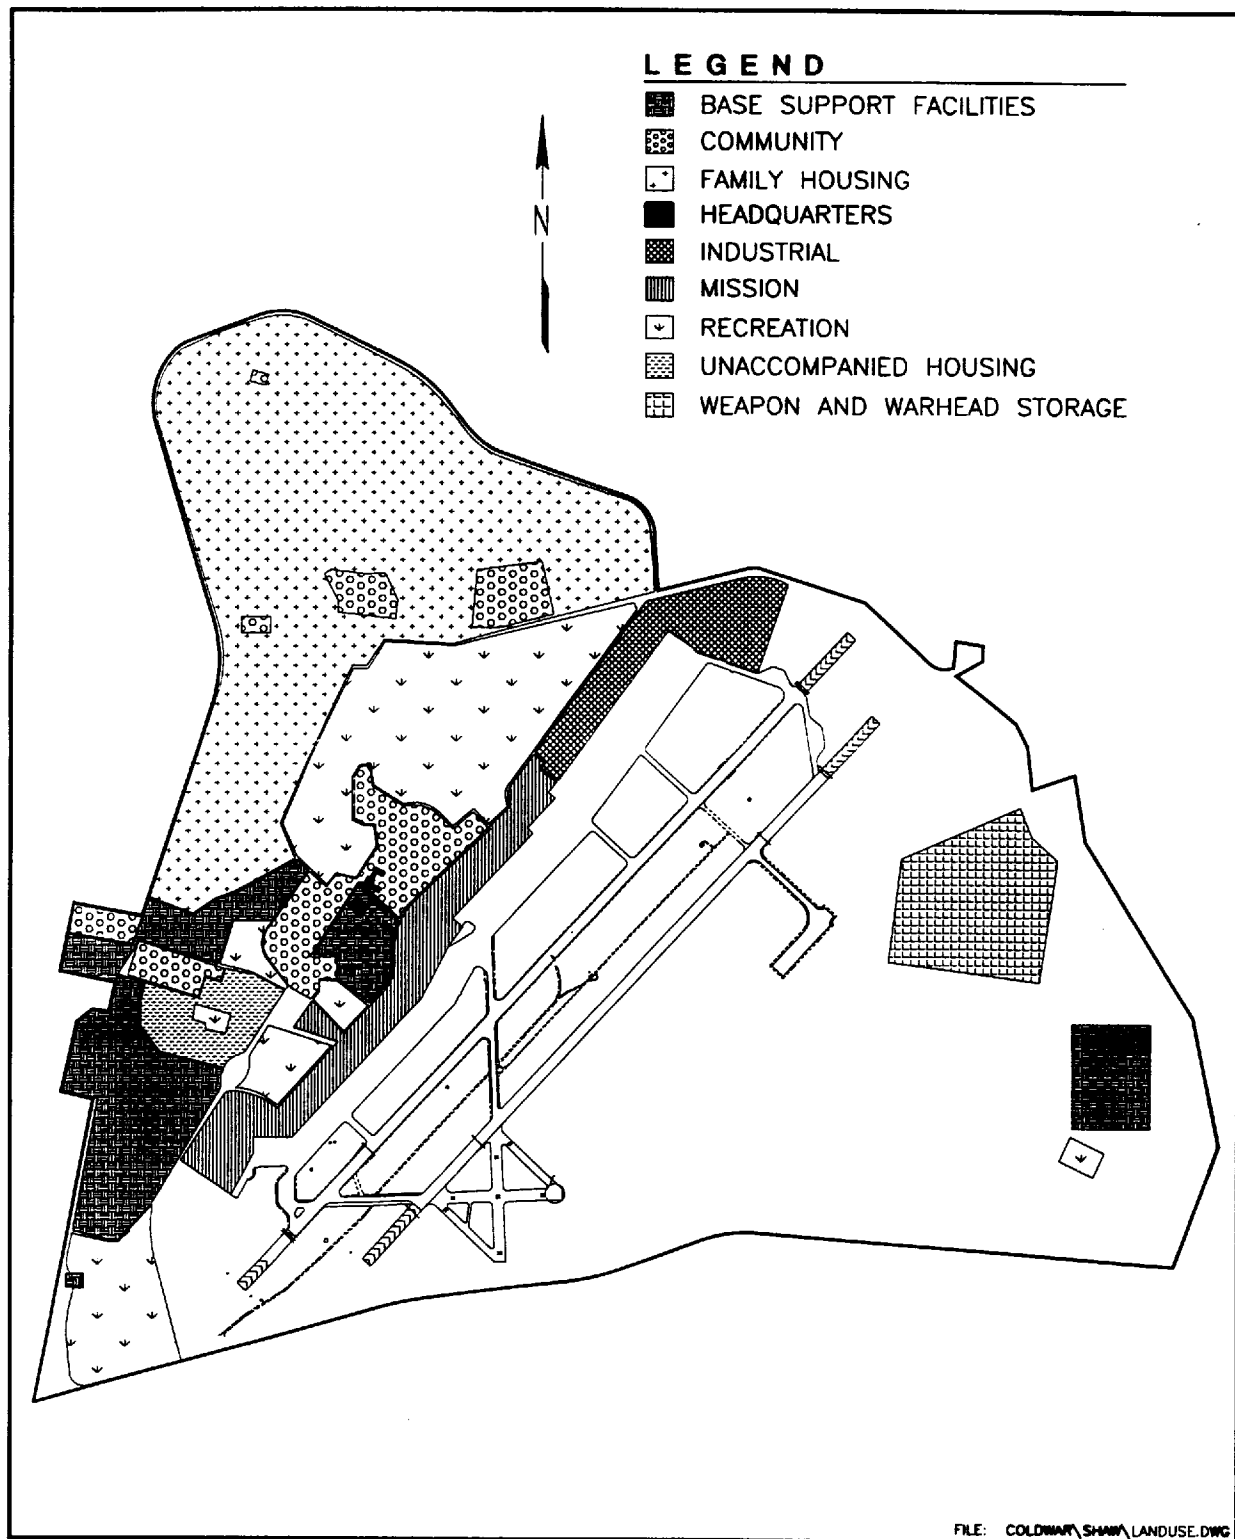 LEGEND
BASE SUPPORT FACILITIES
COMMUNITY
FAMILY HOUSING
HEADQUARTERS
INDUSTRIAL
MISSION
RECREATION
UNACCOMPANIED HOUSING
WEAPON AND WARHEAD STORAGE
N
FILE: COLDWAR\SHAW\LANDUSE.DWG